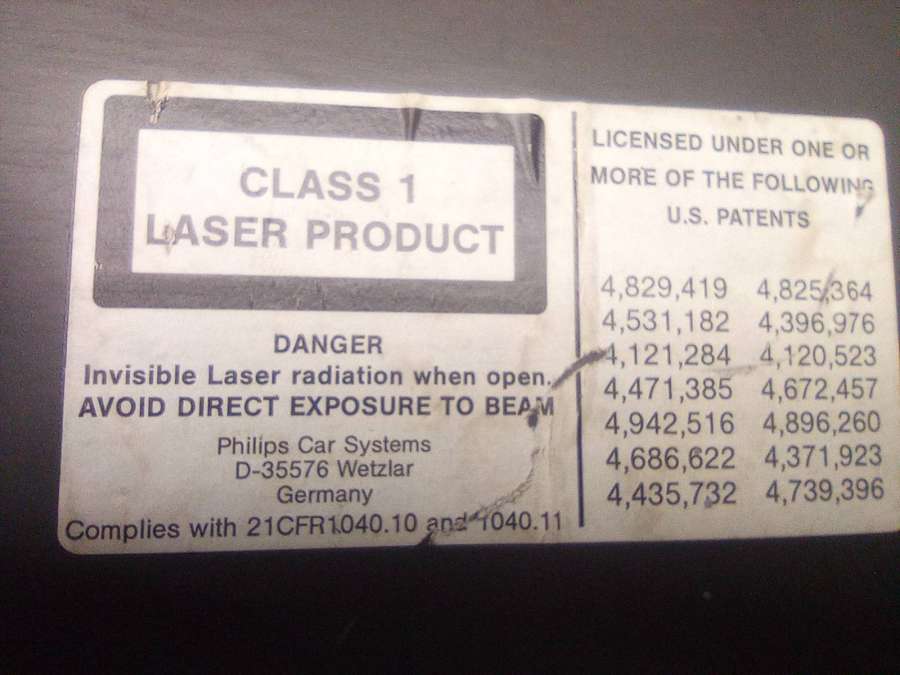 CLASS 1
LASER PRODUCT
DANGER
Invisible Laser radiation when open.
AVOID DIRECT EXPOSURE TO BEAM
Philips Car Systems
D-35576 Wetzlar
Germany
Complies with 21CFR1040.10 and 1040.11
LICENSED UNDER ONE OR
MORE OF THE FOLLOWING
U.S. PATENTS
4,829,419 4,825,364
4,531,182 4,396,976
4,121,284 4,120,523
4,471,385 4,672,457
4,942,516 4,896,260
4,686,622 4,371,923
4,435,732 4,739,396